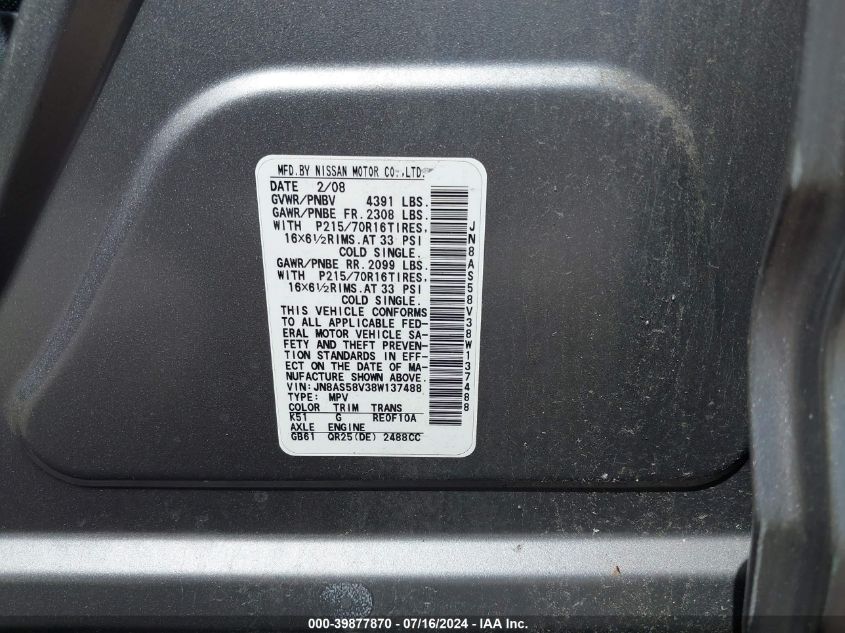 MFD.BY NISSAN MOTOR CO.,LTD.
DATE 2/08
GVWR/PNBV 4391 LBS.
GAWR/PNBE FR. 2308 LBS.
WITH P215/70R16TIRES,
16×6½RIMS.AT 33 PSI
COLD SINGLE.
GAWR/PNBE RR. 2099 LBS.
WITH P215/70R16TIRES,
16×6½RIMS.AT 33 PSI
COLD SINGLE.
THIS VEHICLE CONFORMS
TO ALL APPLICABLE FED-
ERAL MOTOR VEHICLE SA-
FETY AND THEFT PREVEN-
TION STANDARDS IN EFF-
ECT ON THE DATE OF MA-
NUFACTURE SHOWN ABOVE.
VIN:JN8AS58V38W137488
TYPE: MPV
COLOR TRIM TRANS
K51 G RE0F10A
AXLE ENGINE
GB61 QR25(DE) 2488CC
JN8AS58V38W137488
000-39877870 - 07/16/2024 - IAA Inc.